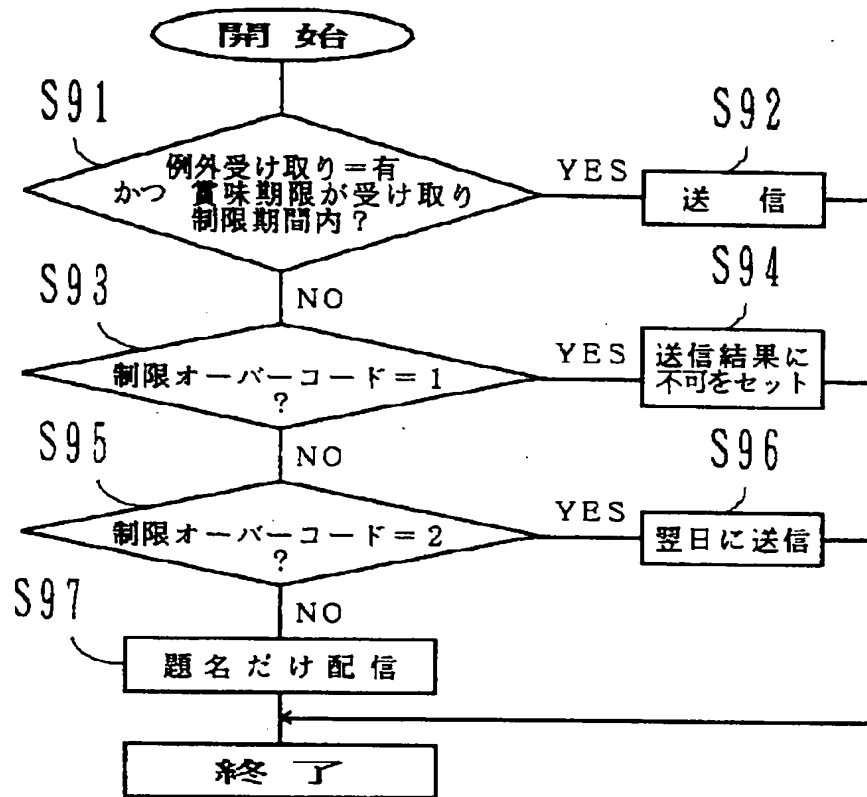 開始
S91
例外受け取り＝有
かつ 賞味期限が受け取り
制限期間内？
YES
S92
送信
NO
S93
制限オーバーコード＝1
？
YES
S94
送信結果に
不可をセット
NO
S95
制限オーバーコード＝2
？
YES
S96
翌日に送信
NO
S97
題名だけ配信
終了